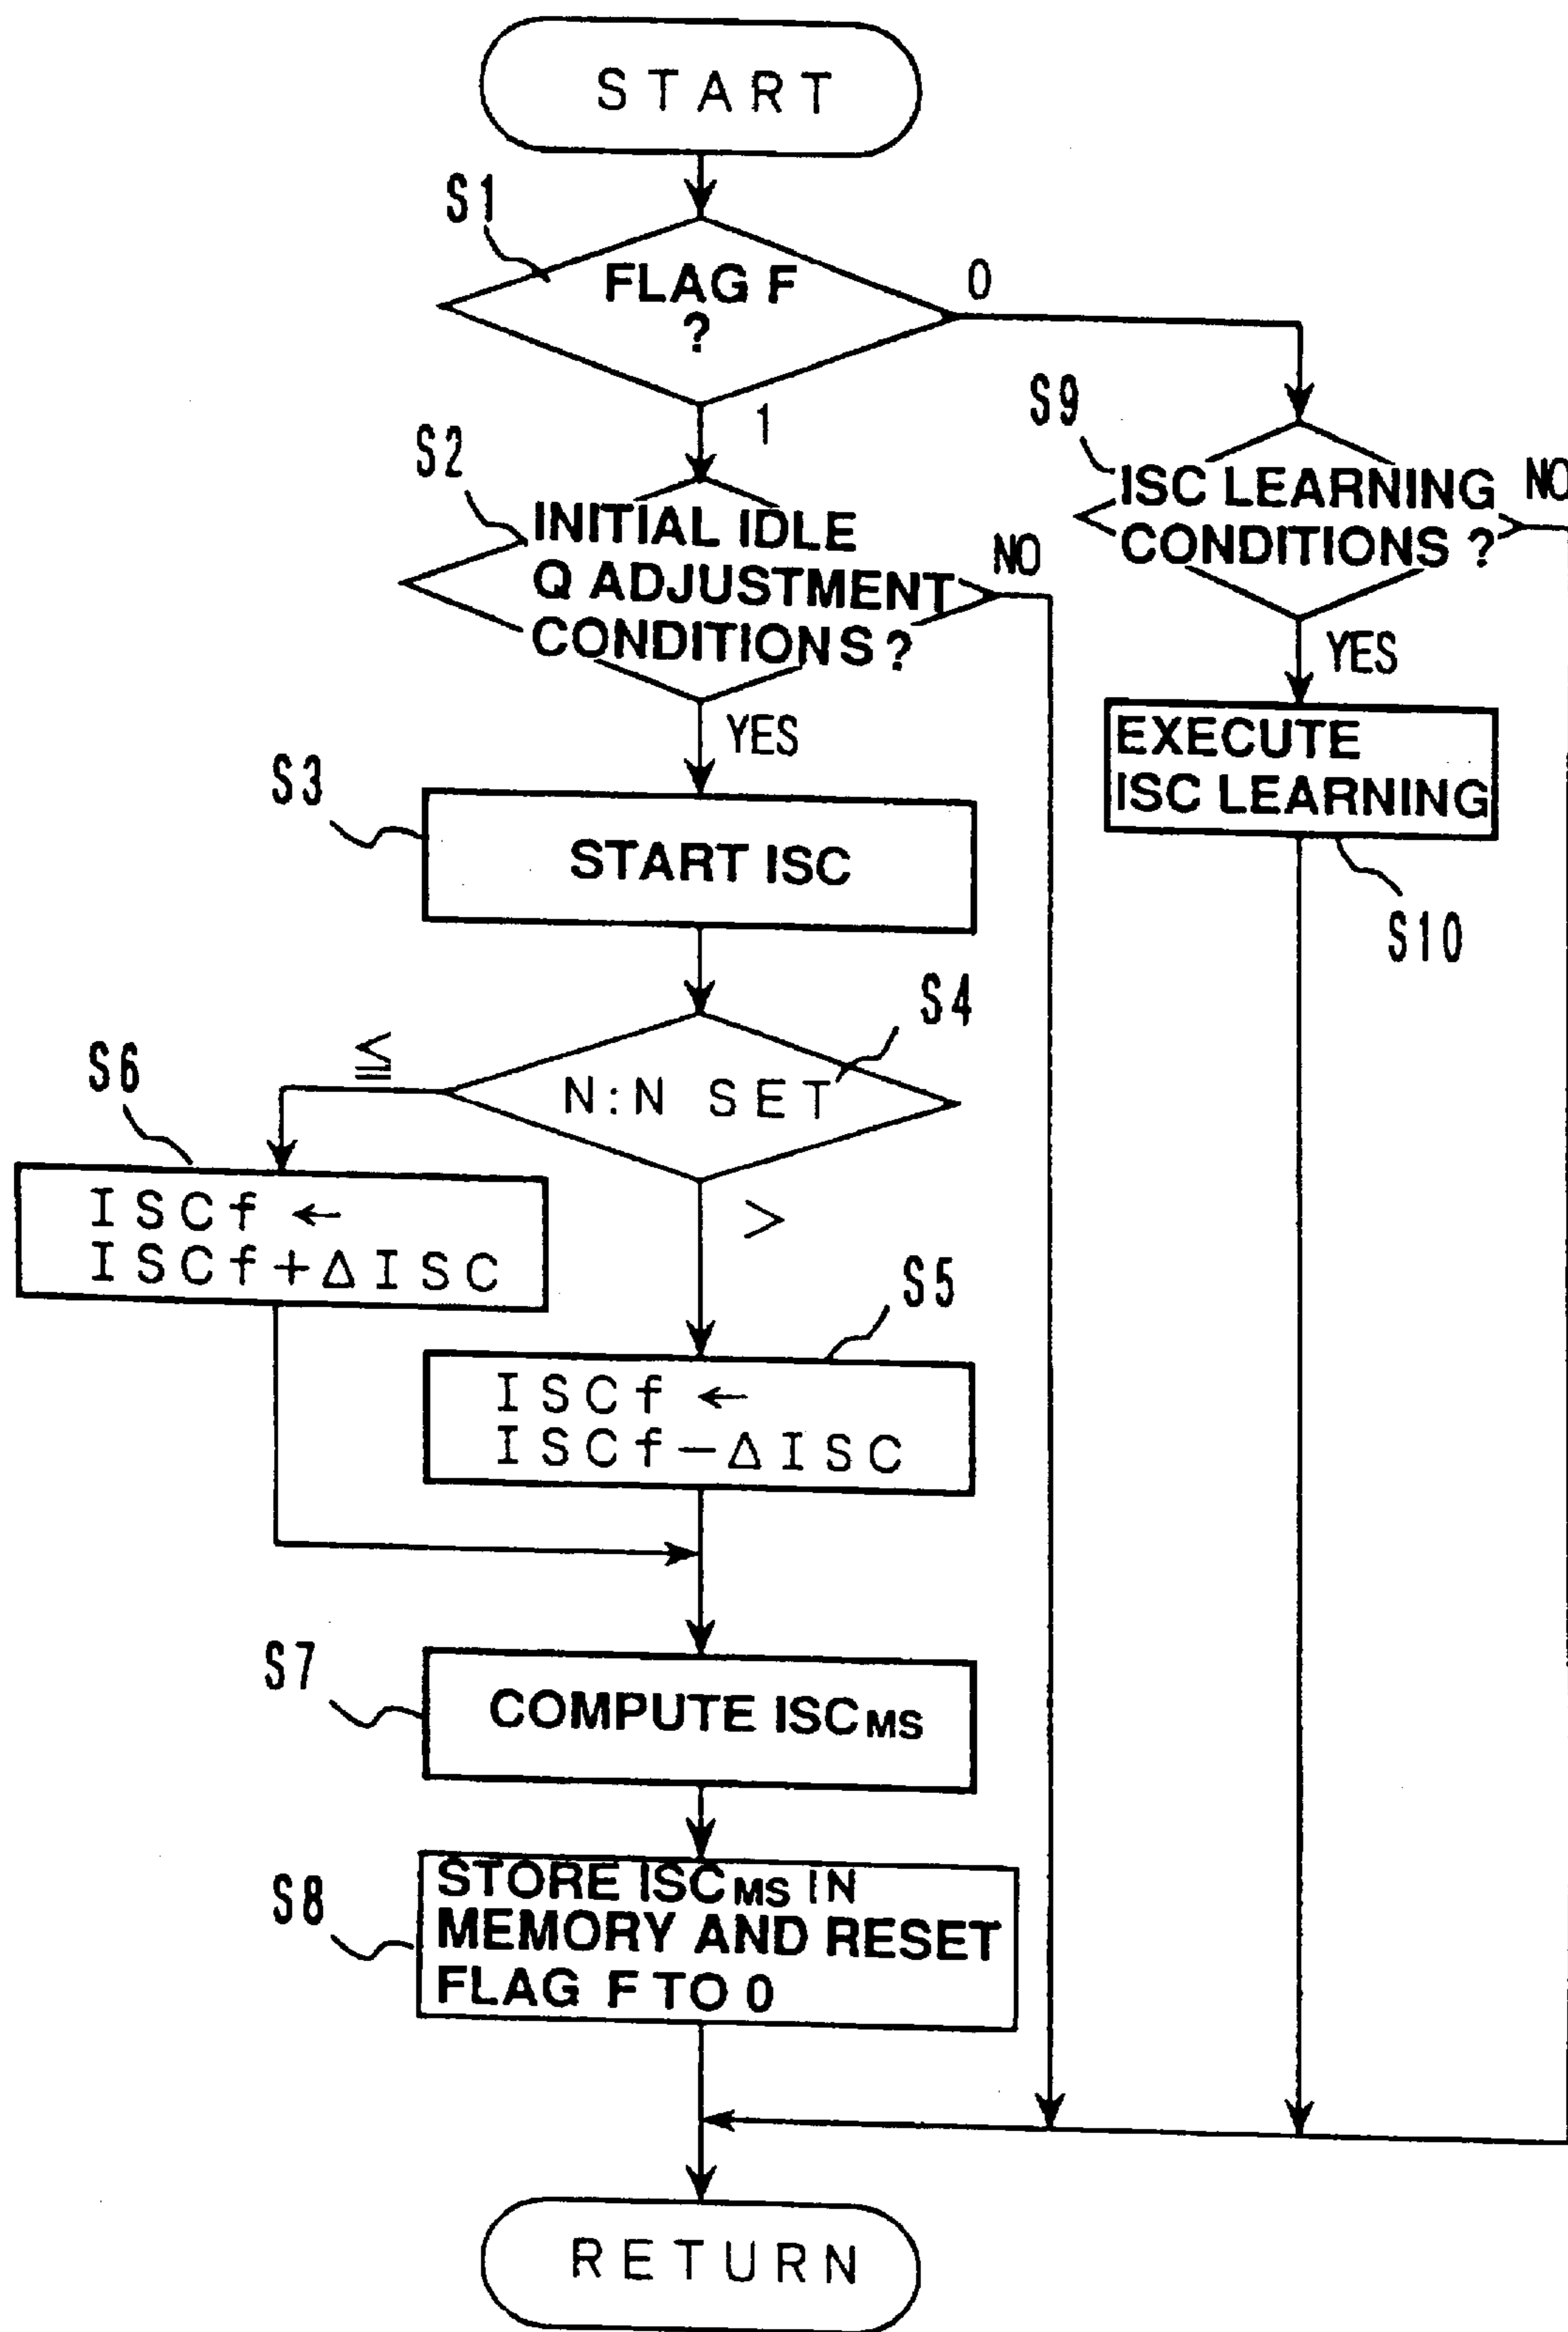 START
S1
FLAG F
?
0
1
S9
ISC LEARNING
CONDITIONS ?
NO
S2
INITIAL IDLE
Q ADJUSTMENT
CONDITIONS ?
NO
YES
YES
EXECUTE
ISC LEARNING
S10
S3
START ISC
S4
N:N SET
≦
>
S6
ISCf ←
ISCf+ΔISC
S5
ISCf ←
ISCf−ΔISC
S7
COMPUTE ISCMS
S8
STORE ISCMS IN
MEMORY AND RESET
FLAG F TO 0
RETURN